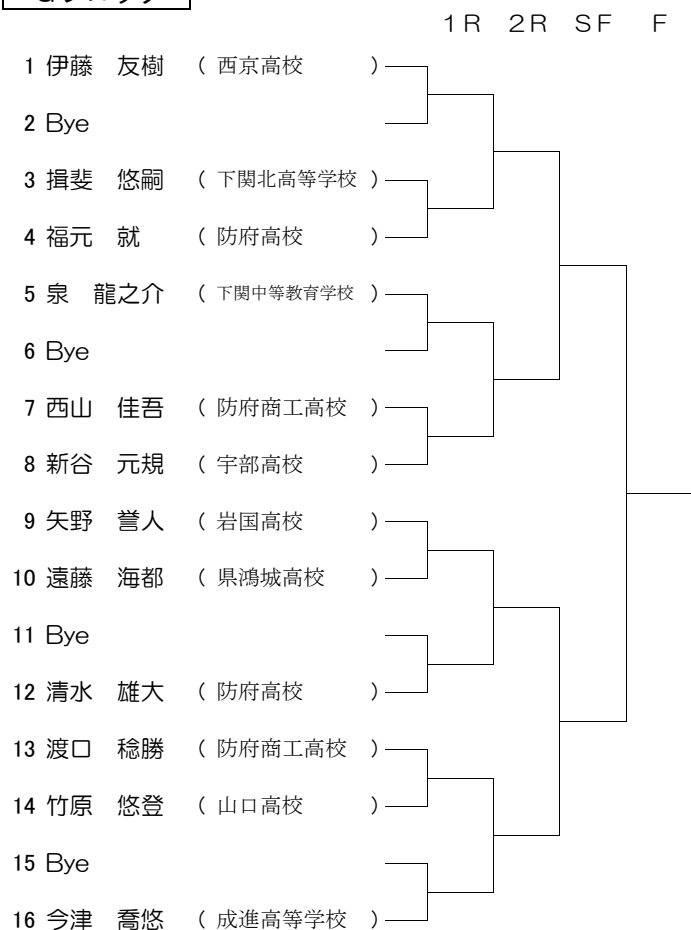 1R 2R SF F
1 伊藤 友樹 ( 西京高校 )
2 Bye
3 揖斐 悠嗣 ( 下関北高等学校 )
4 福元 就 ( 防府高校 )
5 泉 龍之介 ( 下関中等教育学校 )
6 Bye
7 西山 佳吾 ( 防府商工高校 )
8 新谷 元規 ( 宇部高校 )
9 矢野 誉人 ( 岩国高校 )
10 遠藤 海都 ( 県鴻城高校 )
11 Bye
12 清水 雄大 ( 防府高校 )
13 渡口 稔勝 ( 防府商工高校 )
14 竹原 悠登 ( 山口高校 )
15 Bye
16 今津 喬悠 ( 成進高等学校 )